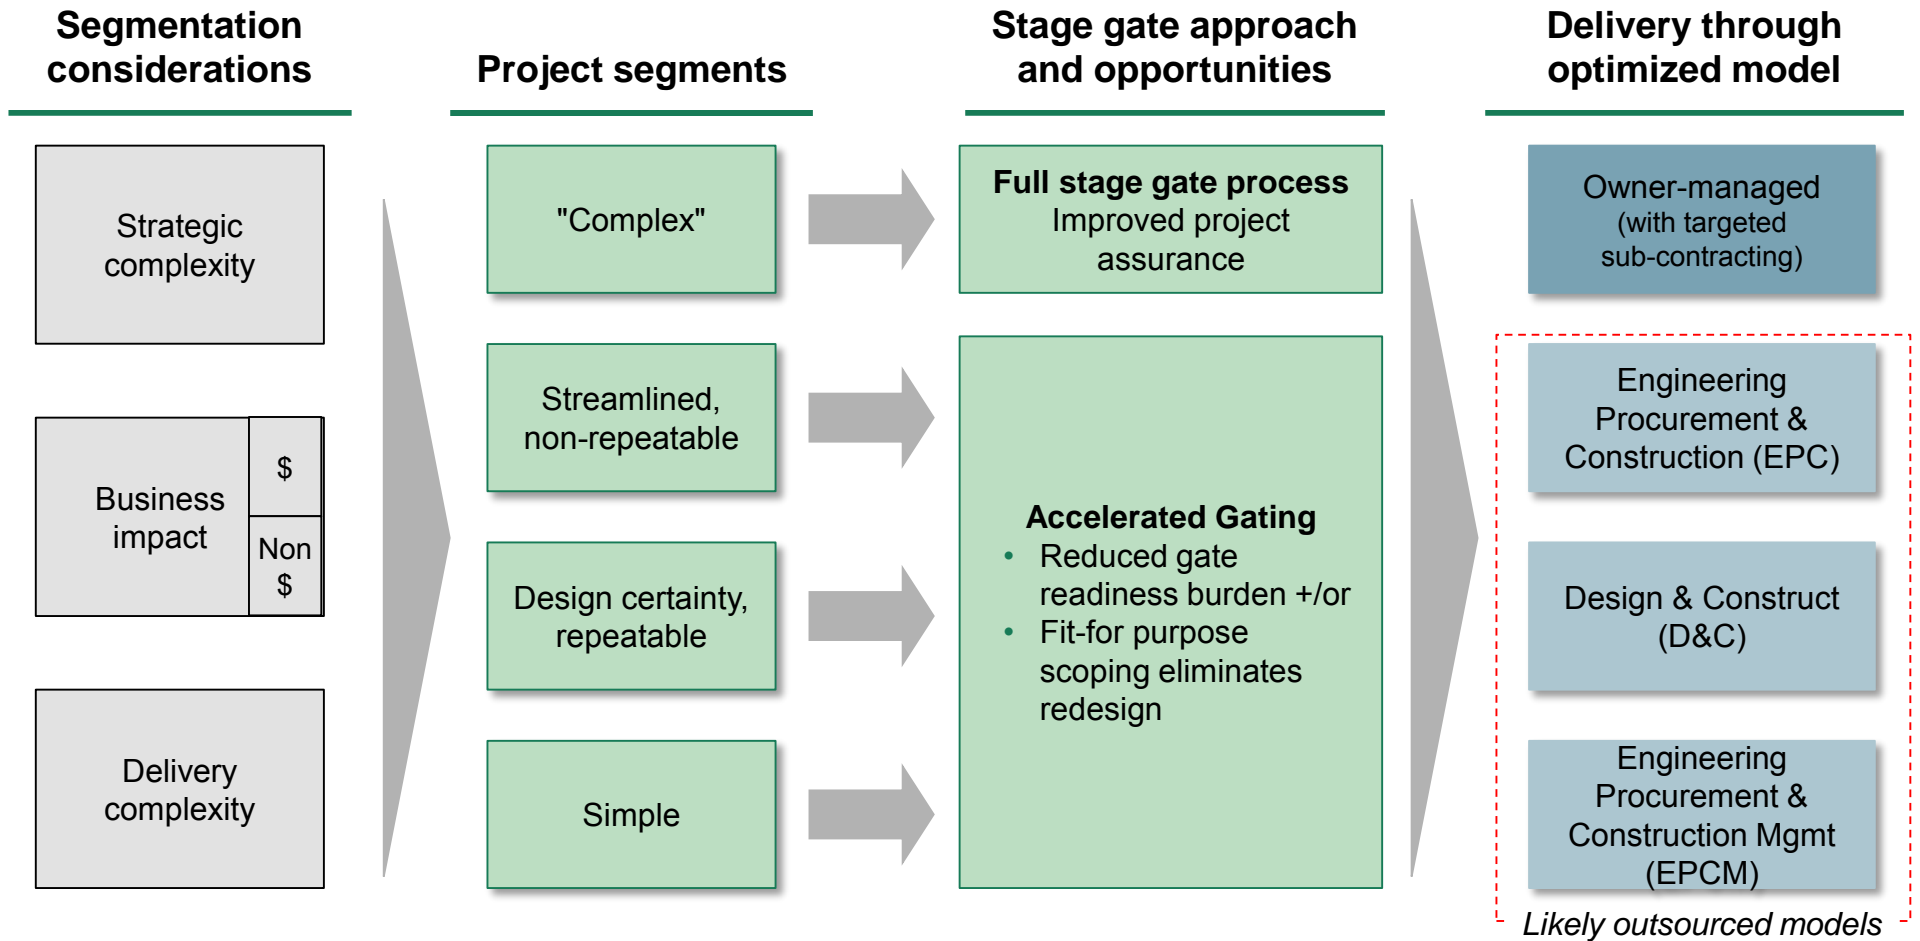 Segmentation
considerations
Project segments
Stage gate approach
and opportunities
Delivery through
optimized model
Strategic
complexity
Business
impact
$
Non
$
Delivery
complexity
"Complex"
Streamlined,
non-repeatable
Design certainty,
repeatable
Simple
Full stage gate process
Improved project
assurance
Accelerated Gating
• Reduced gate
readiness burden +/or
• Fit-for purpose
scoping eliminates
redesign
Owner-managed
(with targeted
sub-contracting)
Engineering
Procurement &
Construction (EPC)
Design & Construct
(D&C)
Engineering
Procurement &
Construction Mgmt
(EPCM)
Likely outsourced models